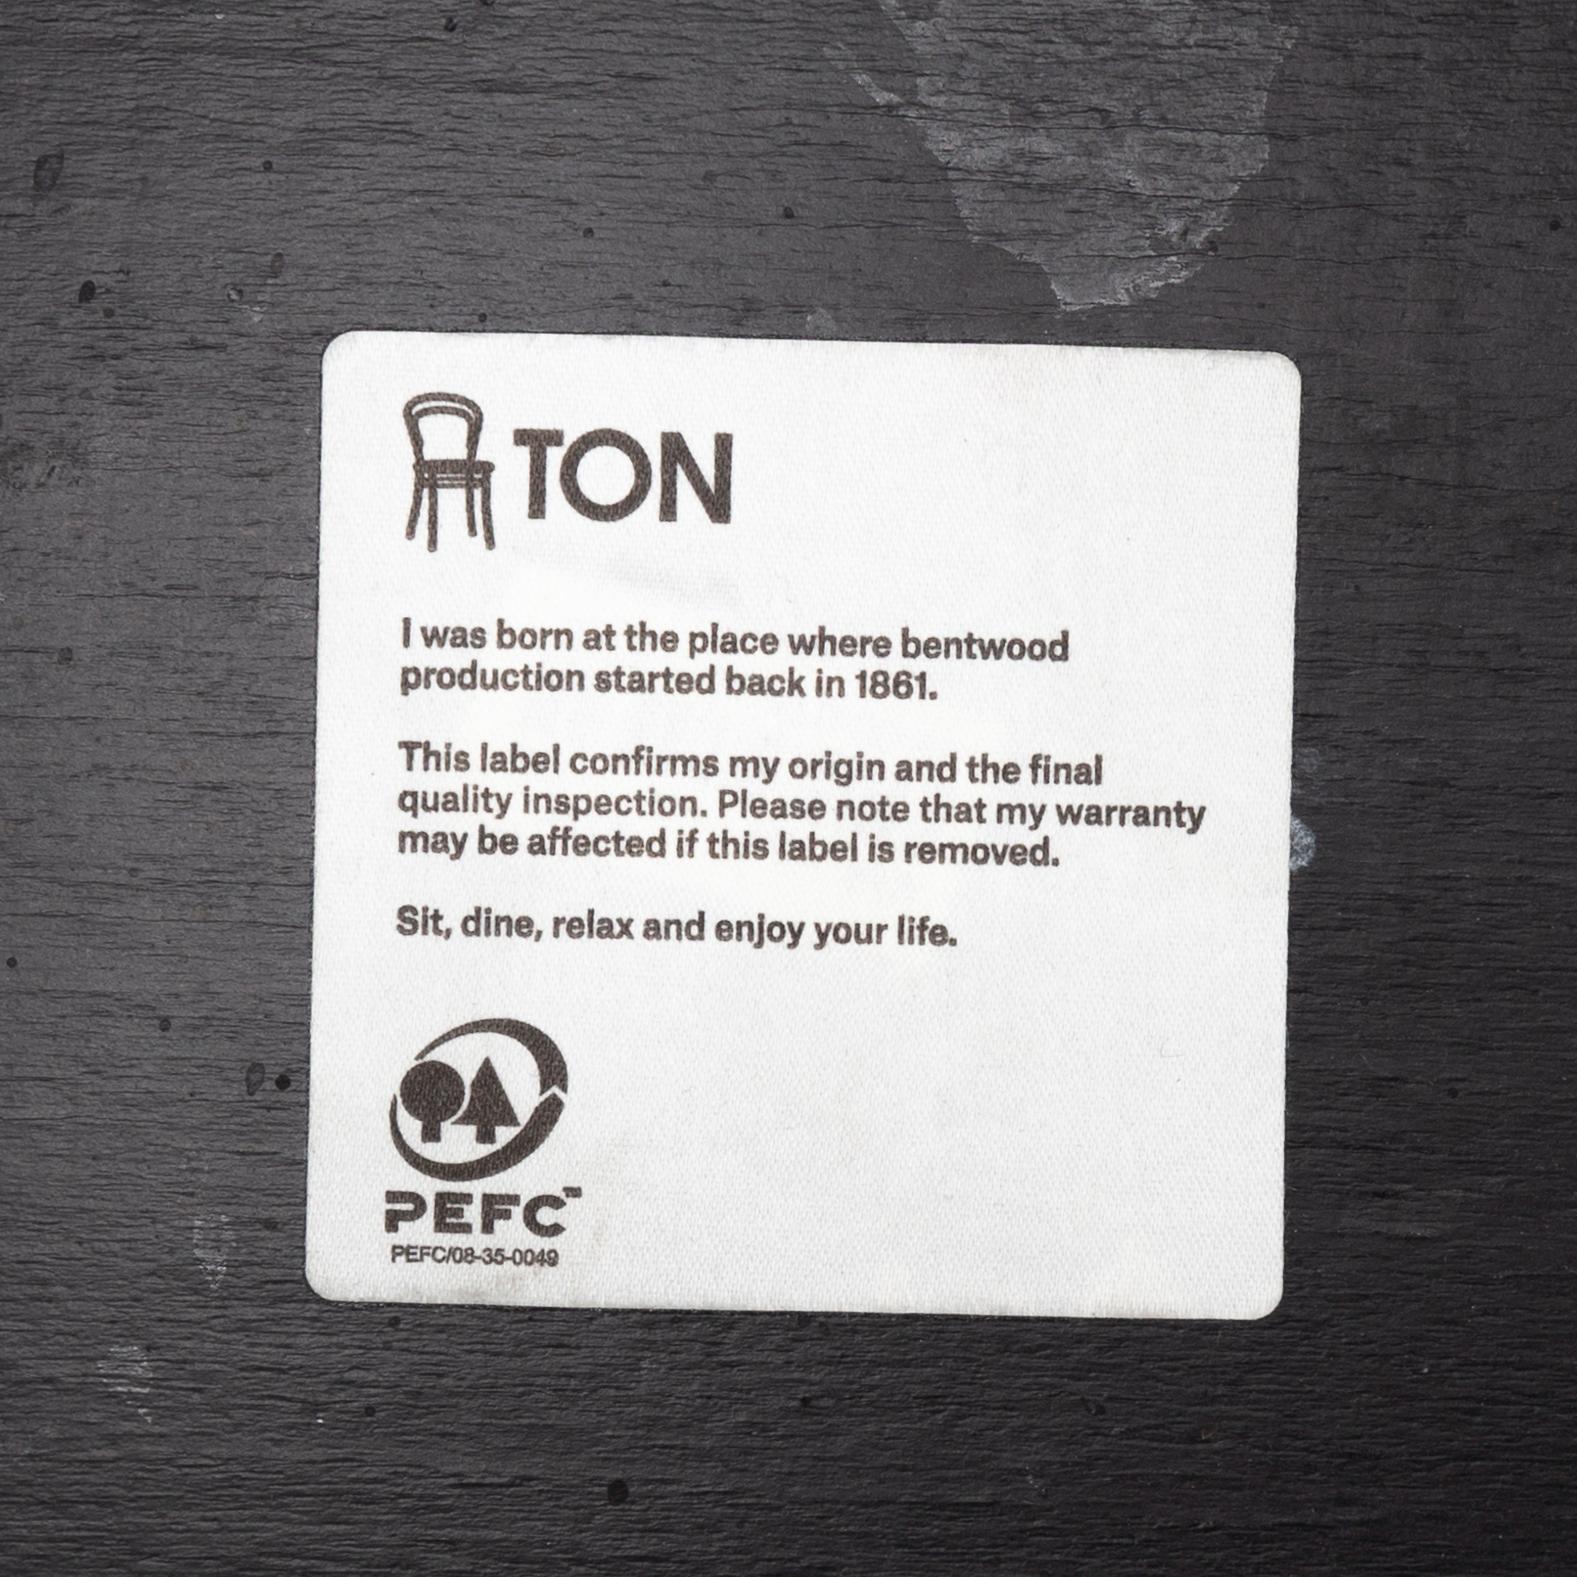 TON
I was born at the place where bentwood
production started back in 1861.
This label confirms my origin and the final
quality inspection. Please note that my warranty
may be affected if this label is removed.
Sit, dine, relax and enjoy your life.
PEFC™
PEFC/08-35-0049